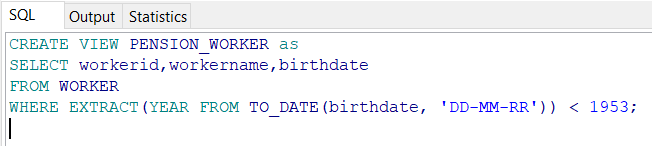 SQL Output Statistics
CREATE VIEW PENSION_WORKER as
SELECT workerid,workername,birthdate
FROM WORKER
WHERE EXTRACT(YEAR FROM TO_DATE(birthdate, 'DD-MM-RR')) < 1953;